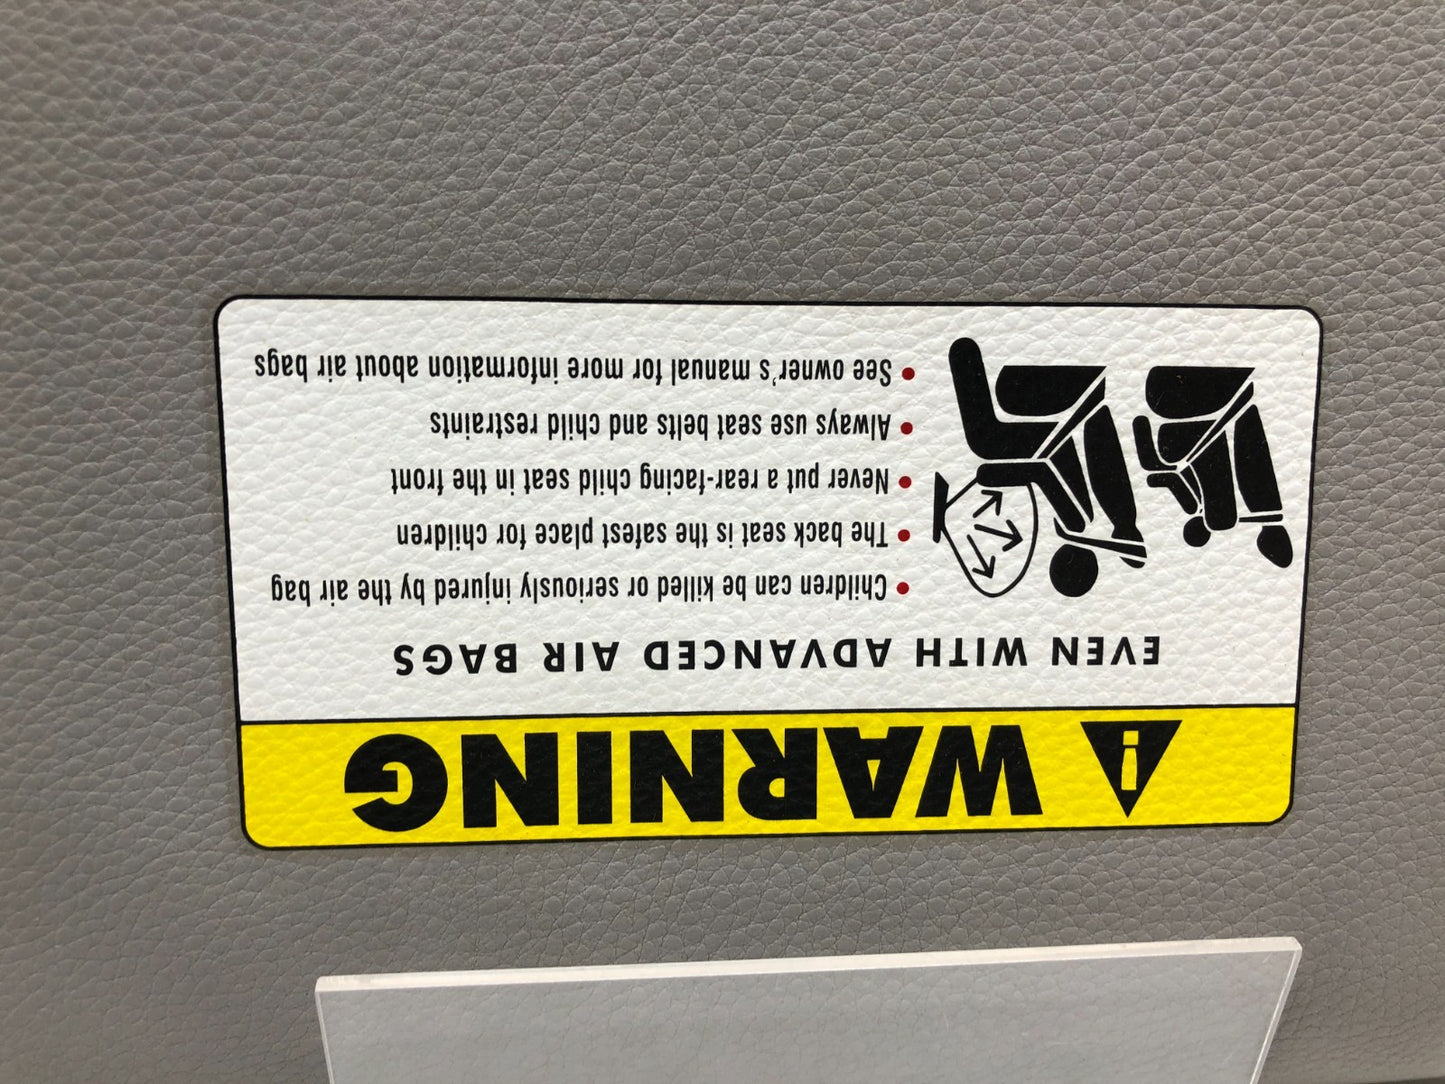 WARNING
EVEN WITH ADVANCED AIR BAGS
• Children can be killed or seriously injured by the air bag
• The back seat is the safest place for children
• Never put a rear-facing child seat in the front
• Always use seat belts and child restraints
• See owner's manual for more information about air bags